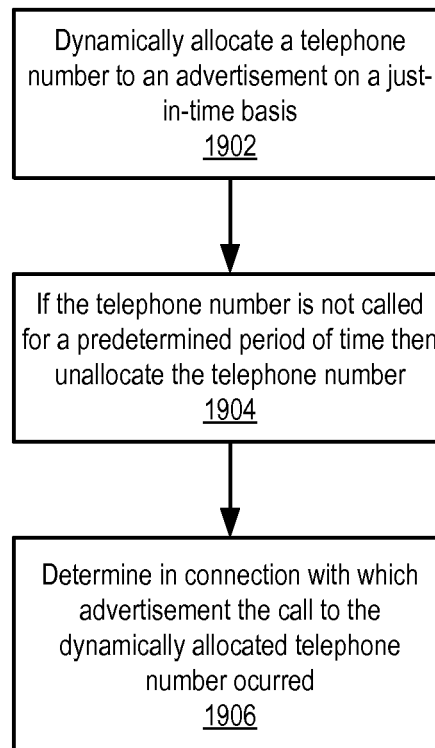 Dynamically allocate a telephone
number to an advertisement on a just-
in-time basis
1902
If the telephone number is not called
for a predetermined period of time then
unallocate the telephone number
1904
Determine in connection with which
advertisement the call to the
dynamically allocated telephone
number ocurred
1906